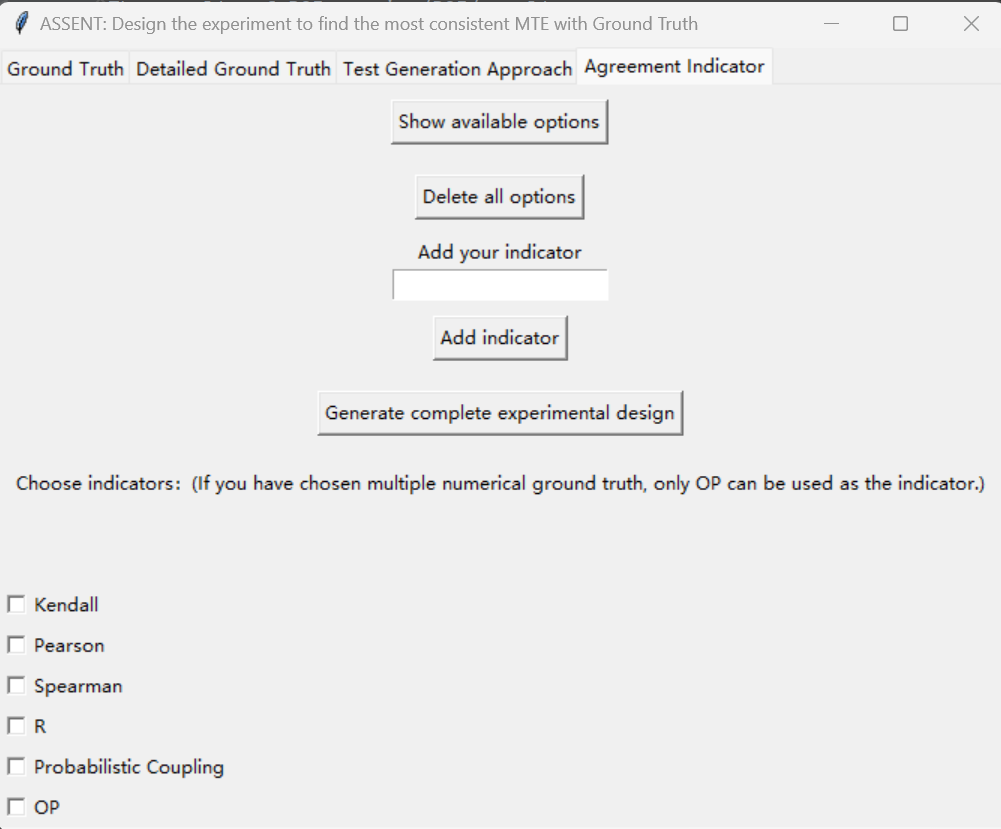 ASSENT: Design the experiment to find the most consistent MTE with Ground Truth
Ground Truth Detailed Ground Truth Test Generation Approach Agreement Indicator
Show available options
Delete all options
Add your indicator
Add indicator
Generate complete experimental design
Choose indicators: (If you have chosen multiple numerical ground truth, only OP can be used as the indicator.)
Kendall
Pearson
Spearman
R
Probabilistic Coupling
OP